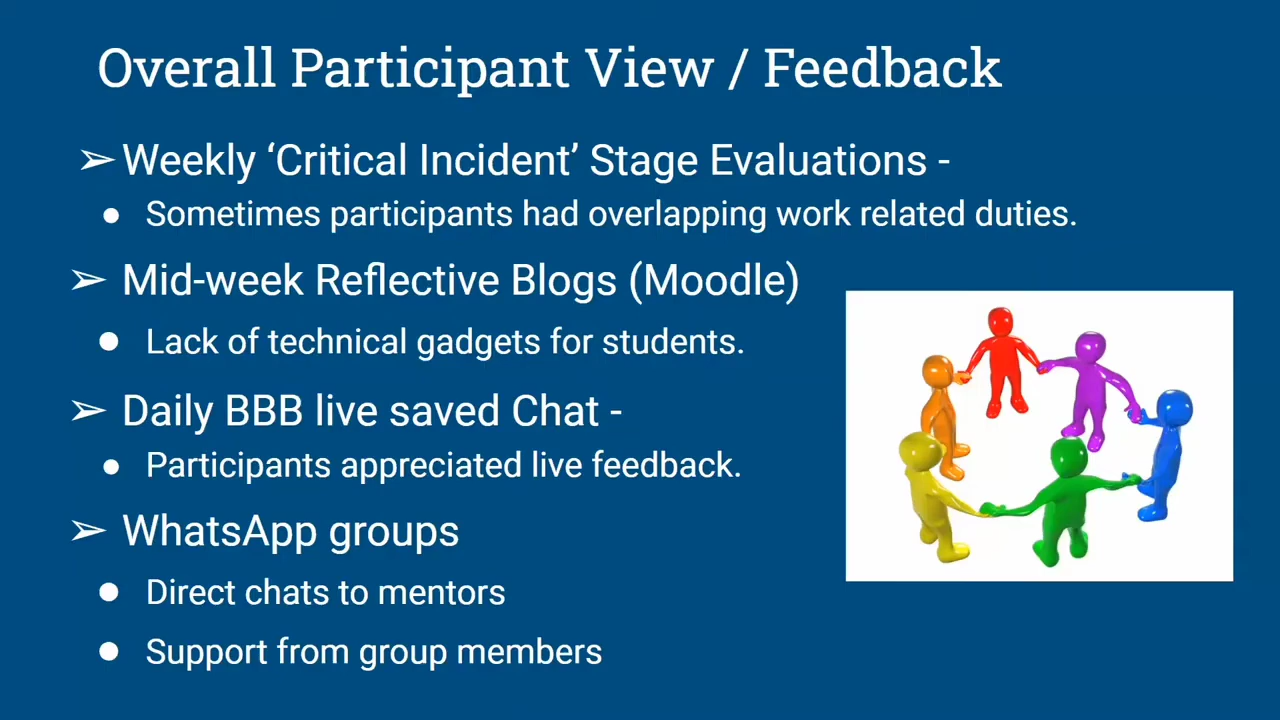 Overall Participant View / Feedback
➢ Weekly ‘Critical Incident’ Stage Evaluations -
● Sometimes participants had overlapping work related duties.
➢ Mid-week Reflective Blogs (Moodle)
● Lack of technical gadgets for students.
➢ Daily BBB live saved Chat -
● Participants appreciated live feedback.
➢ WhatsApp groups
● Direct chats to mentors
● Support from group members